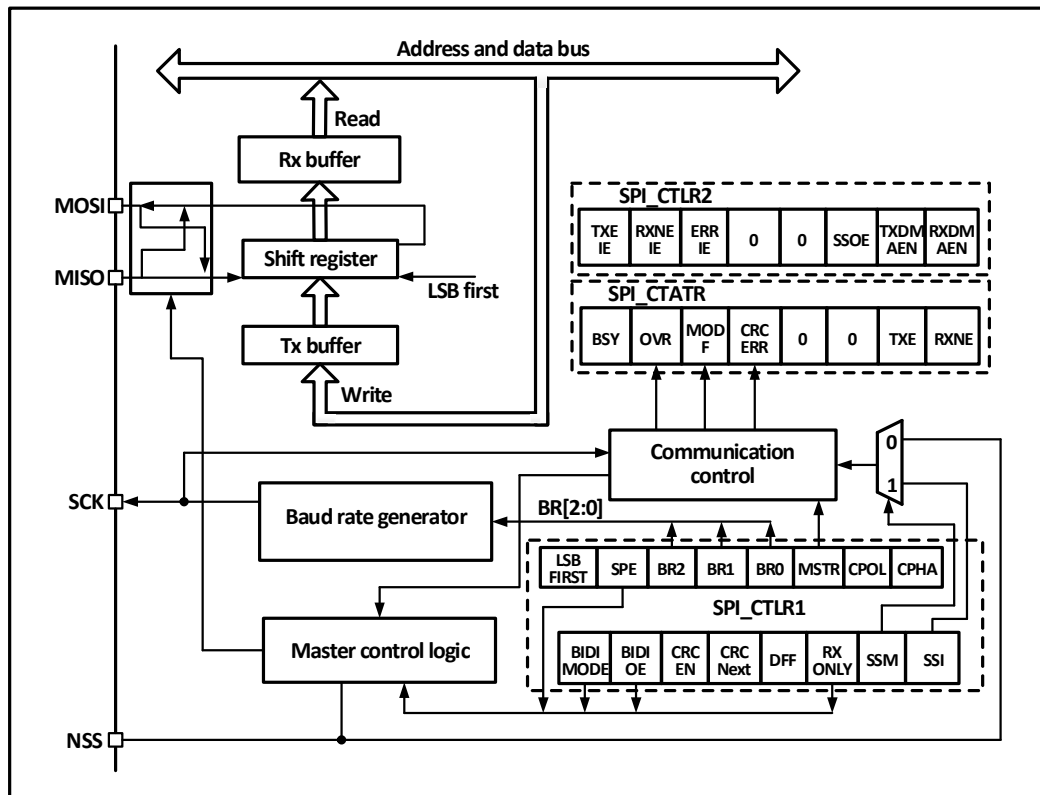 Address and data bus
Read
Rx buffer
MOSI
SPI_CTLR2
TXE
IE
RXNE
IE
ERR
IE
0
0
SSOE
TXDM
AEN
RXDM
AEN
Shift register
MISO
LSB first
SPI_CTATR
BSY
OVR
MOD
F
CRC
ERR
0
0
TXE
RXNE
Tx buffer
Write
Communication
control
0
1
SCK
Baud rate generator
BR[2:0]
LSB
FIRST
SPE
BR2
BR1
BR0
MSTR
CPOL
CPHA
SPI_CTLR1
Master control logic
BIDI
MODE
BIDI
OE
CRC
EN
CRC
Next
DFF
RX
ONLY
SSM
SSI
NSS